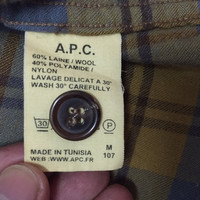 A.P.C.
60% LAINE / WOOL
40% POLYAMIDE /
NYLON
LAVAGE DELICAT A 30°
WASH 30° CAREFULLY
30 P
MADE IN TUNISIA M
WEB : WWW.APC.FR 107